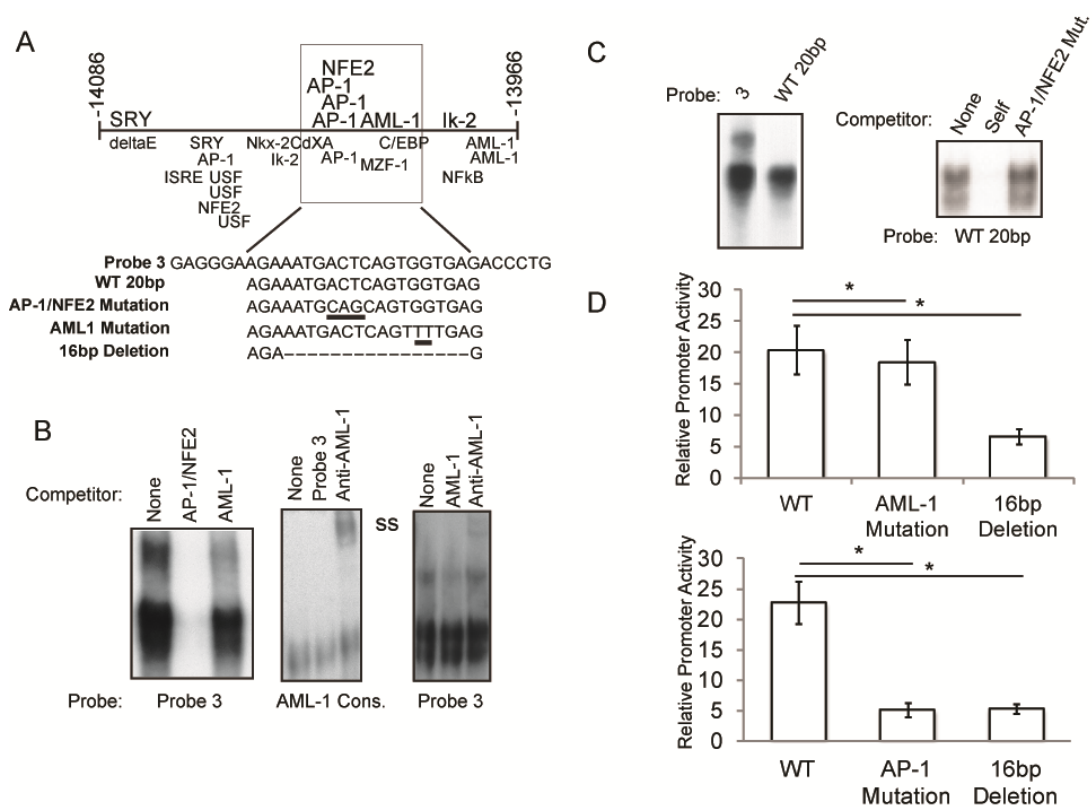 A
-14086
-13966
NFE2
AP-1
AP-1
SRY
AP-1 AML-1
Ik-2
deltaE
SRY
Nkx-2CdXA
C/EBP
AML-1
AP-1
Ik-2
AP-1
MZF-1
AML-1
ISRE USF
NFkB
USF
NFE2
USF
Probe 3 GAGGGAAGAAATGACTCAGTGGTGAGACCCTG
WT 20bp AGAAATGACTCAGTGGTGAG
AP-1/NFE2 Mutation AGAAATGCAGCAGTGGTGAG
AML1 Mutation AGAAATGACTCAGTTTTGAG
16bp Deletion AGA----------------G
B
Competitor:
None
AP-1/NFE2
AML-1
None
Probe 3
Anti-AML-1
ss
None
AML-1
Anti-AML-1
Probe: Probe 3 AML-1 Cons. Probe 3
C
Probe:
3
WT 20bp
Competitor:
None
Self
AP-1/NFE2 Mut.
Probe: WT 20bp
D
Relative Promoter Activity
30
25
20
15
10
5
0
*
*
WT
AML-1 Mutation
16bp Deletion
Relative Promoter Activity
30
25
20
15
10
5
0
*
*
WT
AP-1 Mutation
16bp Deletion